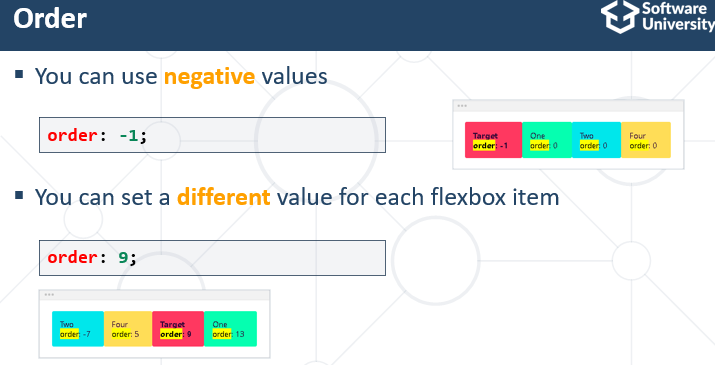 Order
Software
University
▪ You can use negative values
order: -1;
Target
order: -1
One
order: 0
Two
order: 0
Four
order: 0
▪ You can set a different value for each flexbox item
order: 9;
Two
order: -7
Four
order: 5
Target
order: 9
One
order: 13